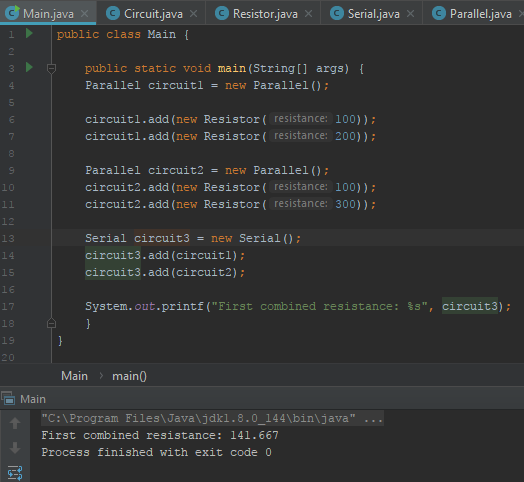 Main.java × Circuit.java × Resistor.java × Serial.java × Parallel.java ×
1 public class Main {
2
3 public static void main(String[] args) {
4 Parallel circuit1 = new Parallel();
5
6 circuit1.add(new Resistor( resistance: 100));
7 circuit1.add(new Resistor( resistance: 200));
8
9 Parallel circuit2 = new Parallel();
10 circuit2.add(new Resistor( resistance: 100));
11 circuit2.add(new Resistor( resistance: 300));
12
13 Serial circuit3 = new Serial();
14 circuit3.add(circuit1);
15 circuit3.add(circuit2);
16
17 System.out.printf("First combined resistance: %s", circuit3);
18 }
19 }
20
Main › main()
Main
"C:\Program Files\Java\jdk1.8.0_144\bin\java" ...
First combined resistance: 141.667
Process finished with exit code 0